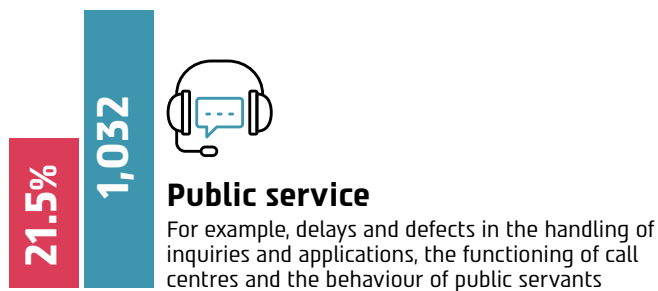 21.5%
1,032
Public service
For example, delays and defects in the handling of
inquiries and applications, the functioning of call
centres and the behaviour of public servants